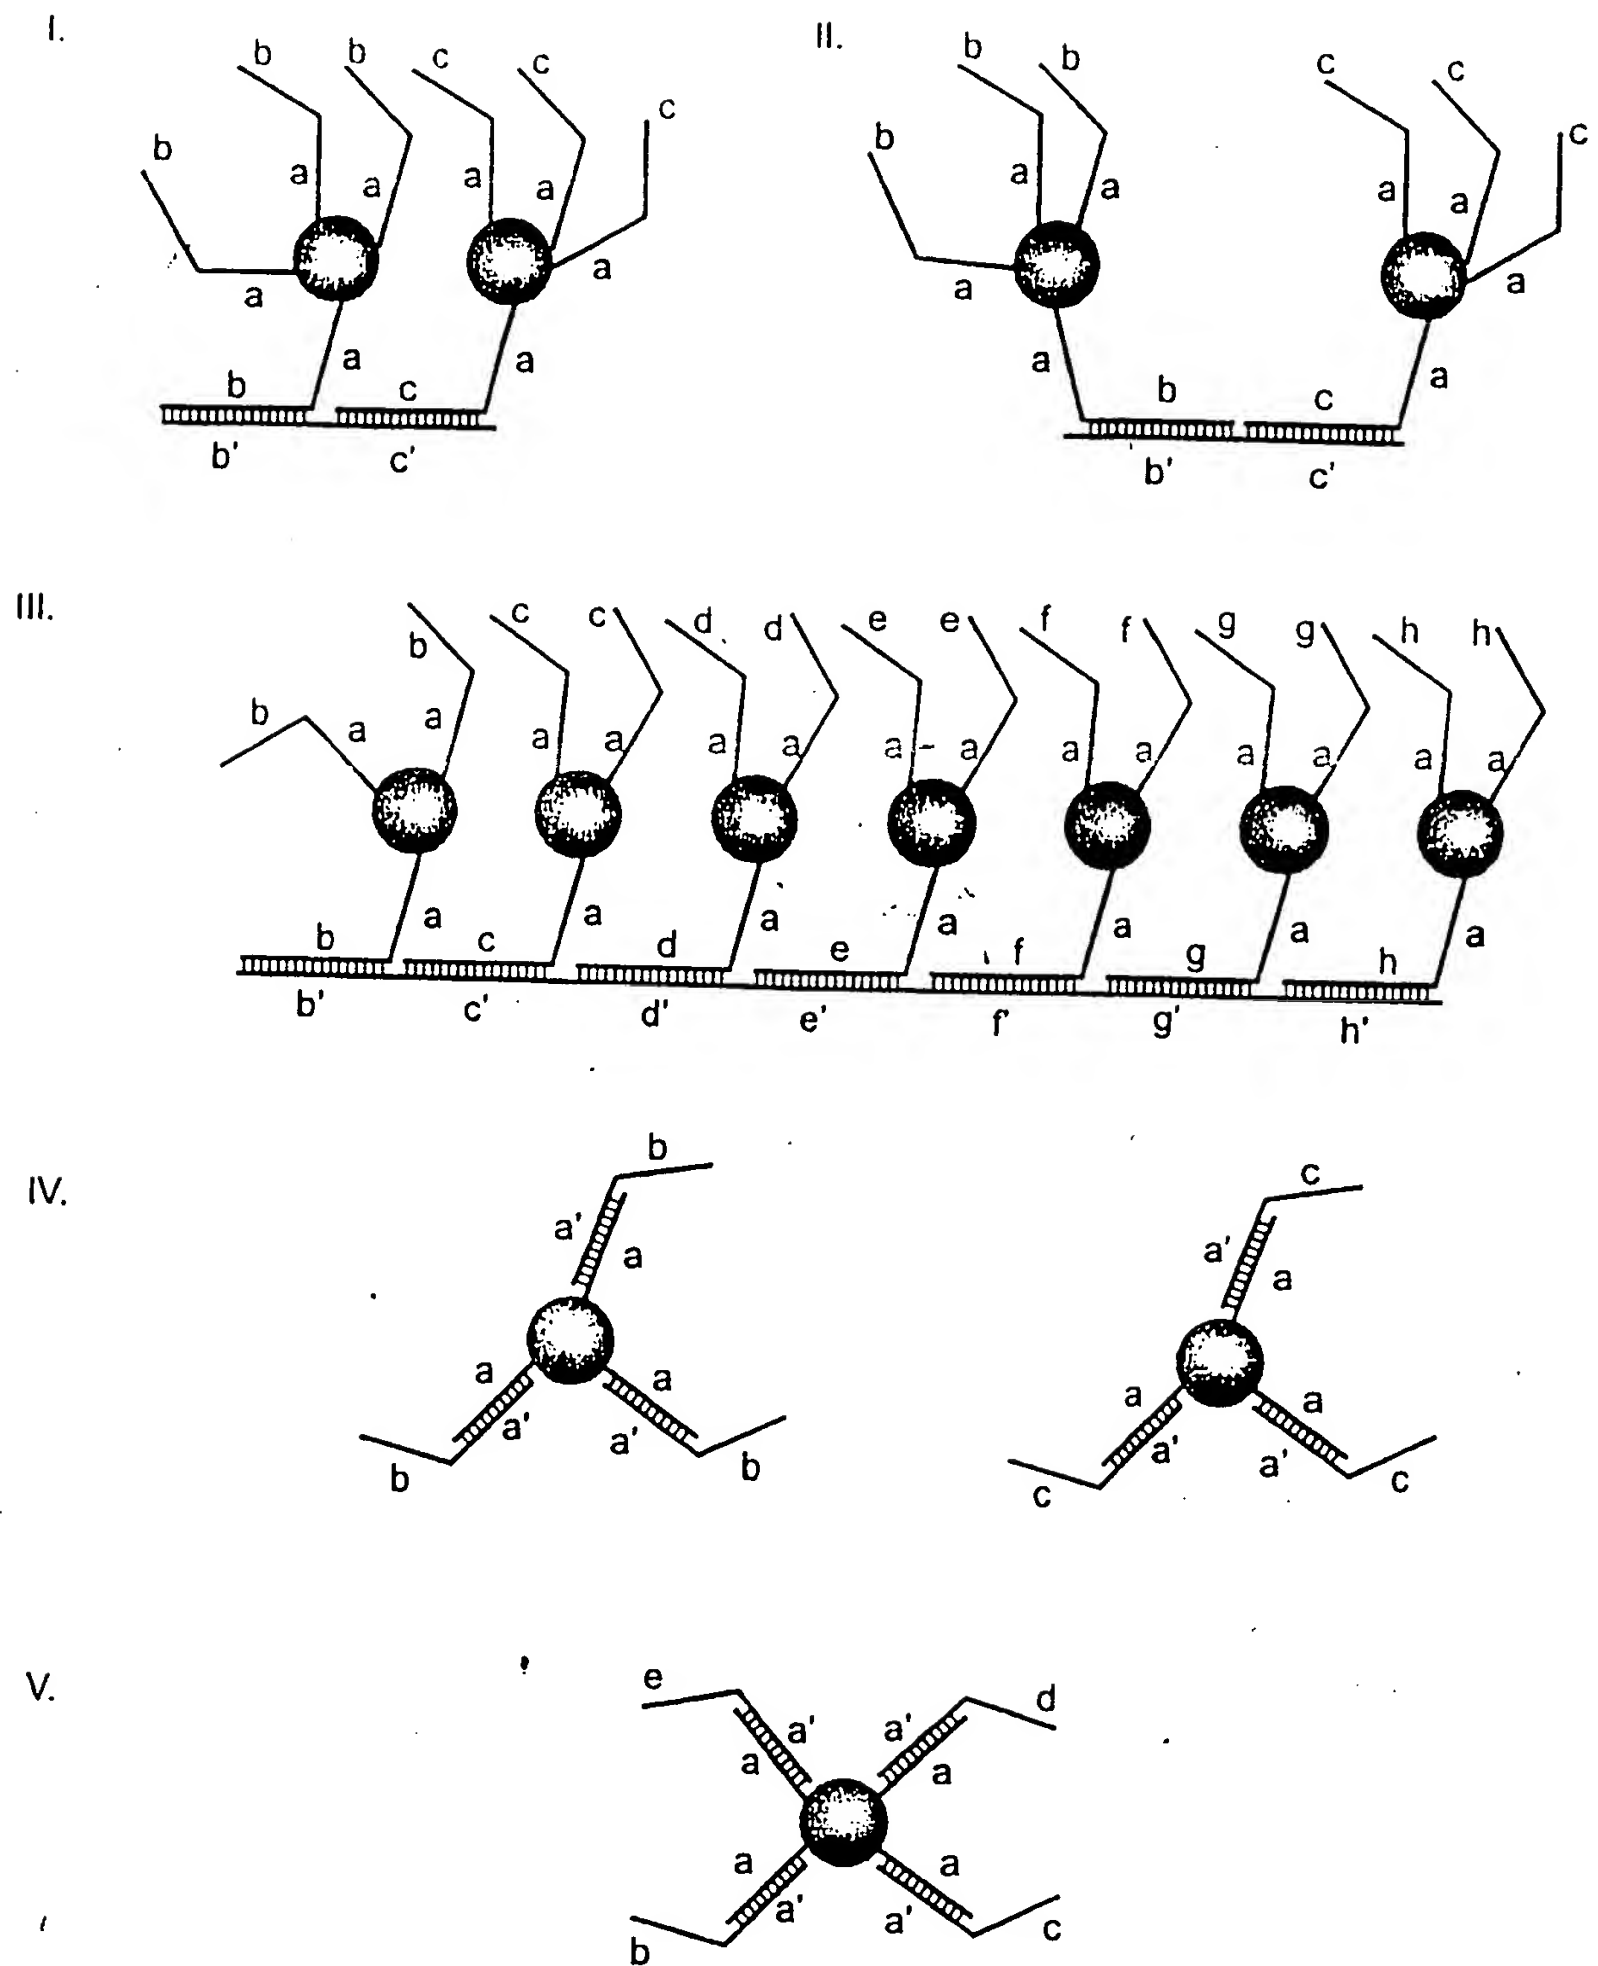 I.
b b c c
b c
a a a a
a a
a a
b c
b' c'
II.
b b c c
b c
a a a a
a a
a a
b c
b' c'
III.
b c c d d e e f f g g h h
b a a a a a a a a a a a a a a
a a a a a a a
b c d e f g h
b' c' d' e' f' g' h'
IV.
b
a' a
a a
a' a'
b b
c
a' a
a a
a' a'
c c
V.
e d
a' a'
a a
a a
a' a'
b c